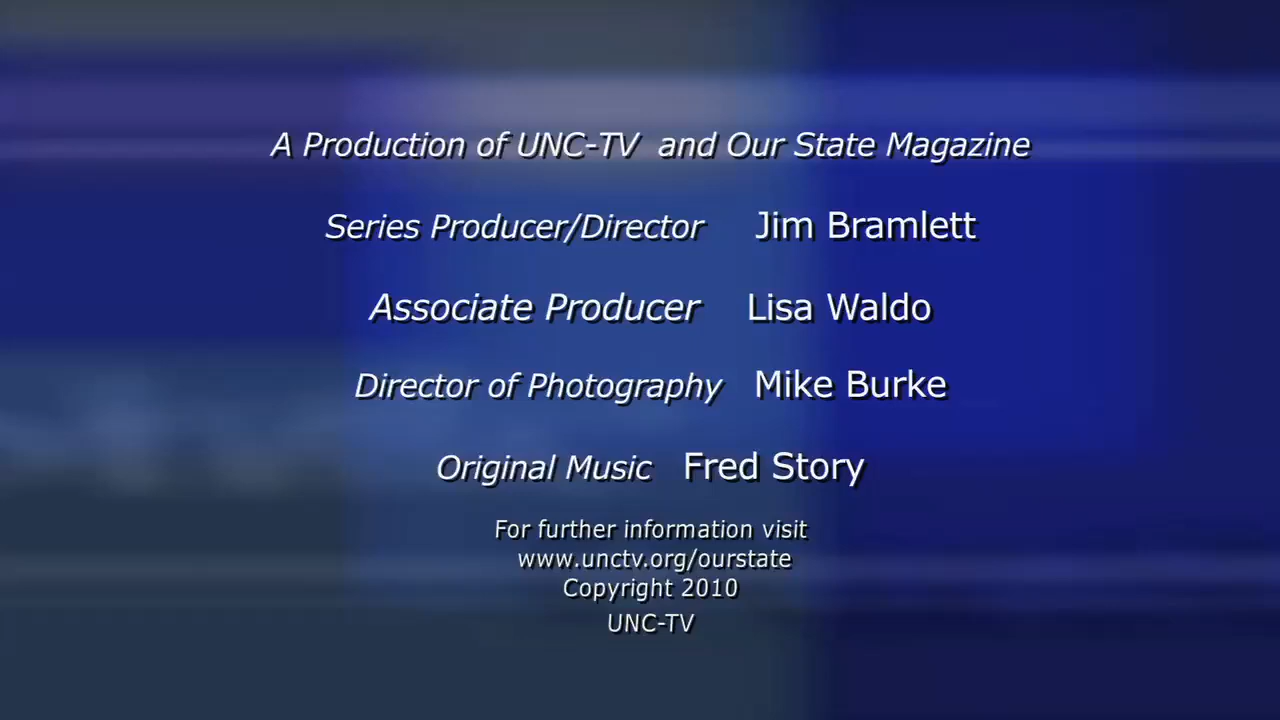 A Production of UNC-TV and Our State Magazine
Series Producer/Director Jim Bramlett
Associate Producer Lisa Waldo
Director of Photography Mike Burke
Original Music Fred Story
For further information visit
www.unctv.org/ourstate
Copyright 2010
UNC-TV